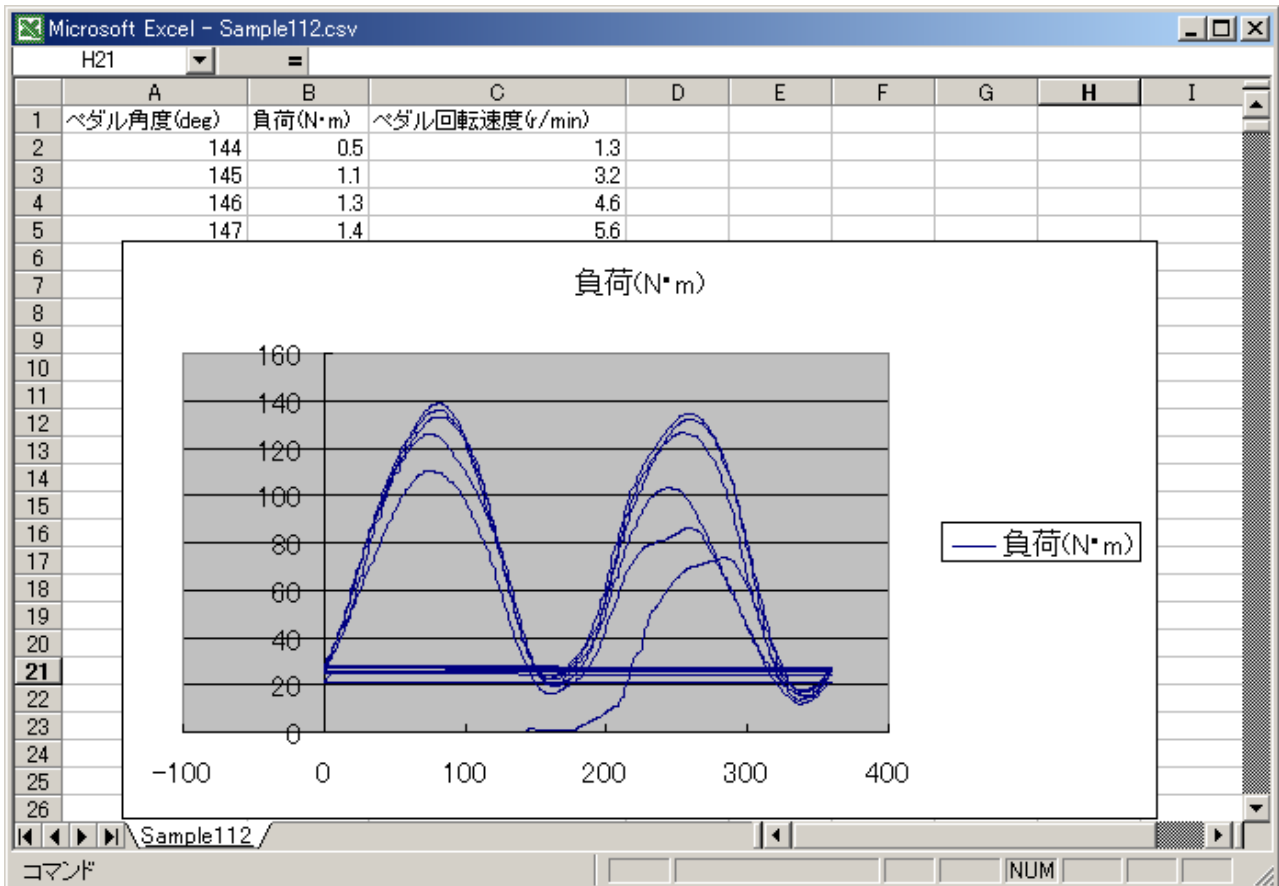 Microsoft Excel - Sample112.csv
H21 =
A B C D E F G H I
1 ペダル角度(deg) 負荷(N・m) ペダル回転速度(r/min)
2 144 0.5 1.3
3 145 1.1 3.2
4 146 1.3 4.6
5 147 1.4 5.6
6
7 負荷(N・m)
8
9
10 160
11
12 140
13 120
14
15 100
16 80 負荷(N・m)
17
18 60
19
20 40
21
22 20
23 0
24
25 -100 0 100 200 300 400
26
Sample112
コマンド NUM